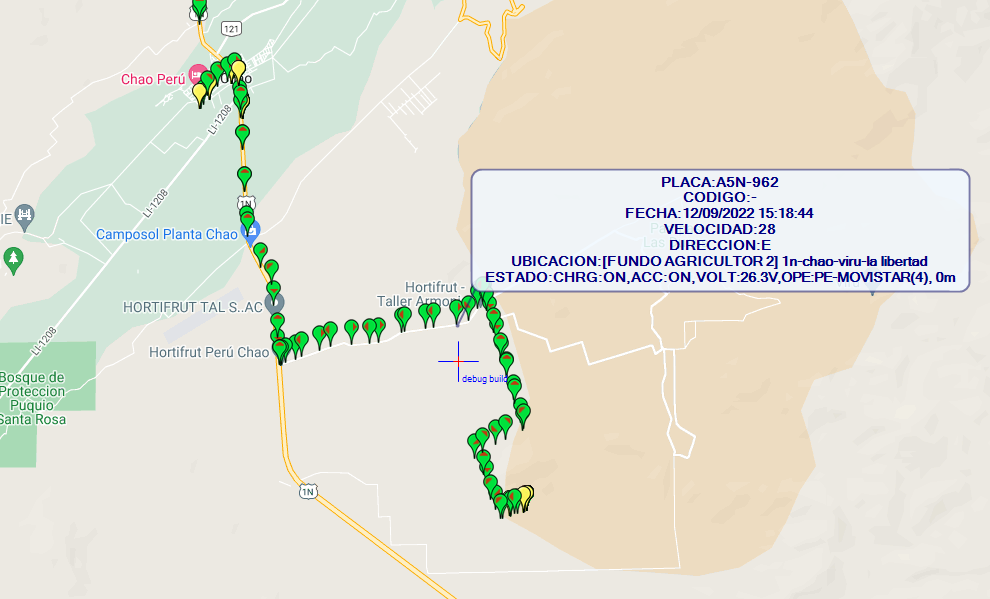 121
Chao Perú
LI-1208
1N
LI-1208
IE
Camposol Planta Chao
PLACA:A5N-962
CODIGO:-
FECHA:12/09/2022 15:18:44
VELOCIDAD:28
DIRECCION:E
UBICACION:[FUNDO AGRICULTOR 2] 1n-chao-viru-la libertad
ESTADO:CHRG:ON,ACC:ON,VOLT:26.3V,OPE:PE-MOVISTAR(4), 0m
Hortifrut -
Taller
HORTIFRUT TAL S..AC
LI-1208
Hortifrut Perú Chao
debug build
Bosque de
Proteccion
Puquio
Santa Rosa
1N